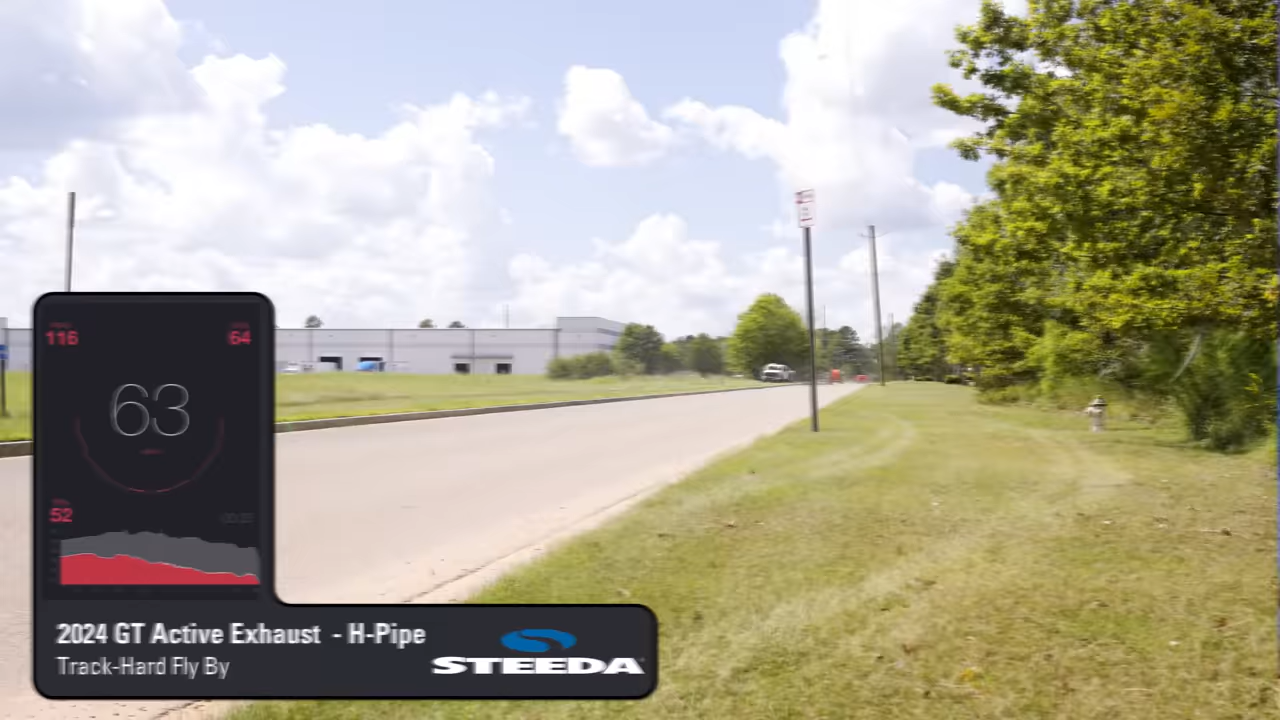 116
64
63
52
2024 GT Active Exhaust - H-Pipe
Track-Hard Fly By
STEEDA